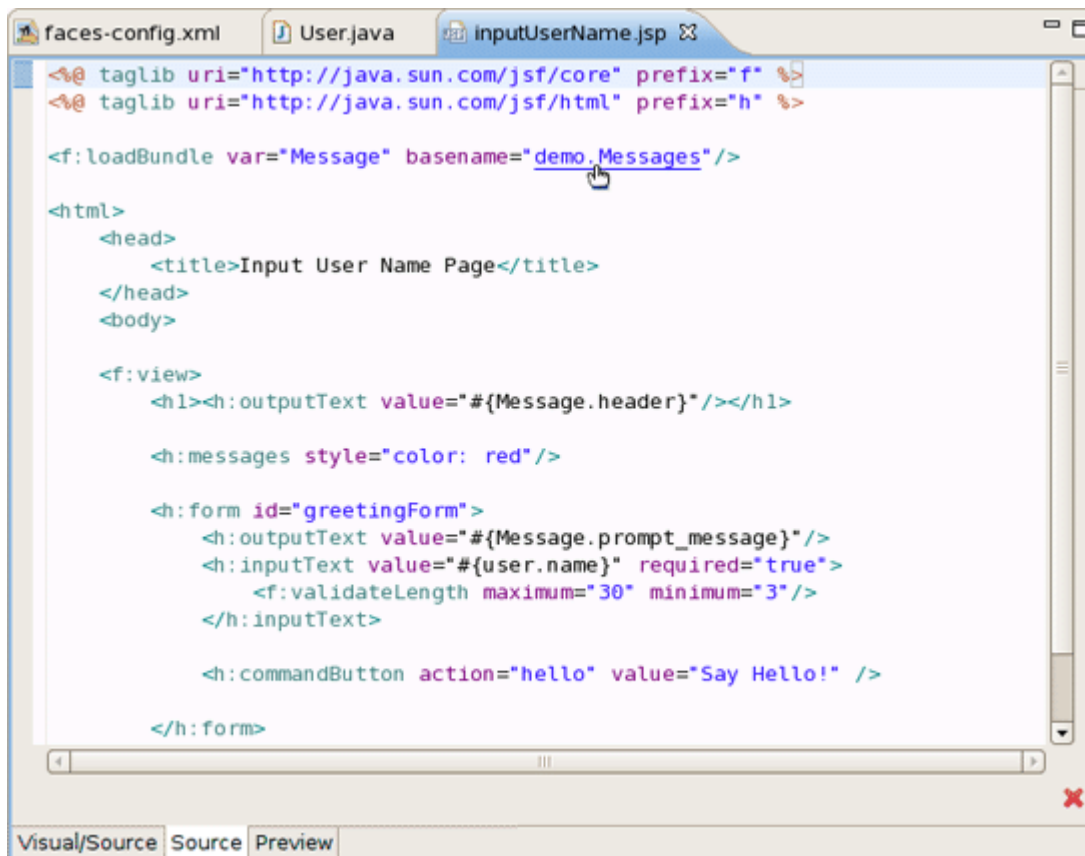 faces-config.xml User.java inputUserName.jsp
<%@ taglib uri="http://java.sun.com/jsf/core" prefix="f" %>
<%@ taglib uri="http://java.sun.com/jsf/html" prefix="h" %>
<f:loadBundle var="Message" basename="demo.Messages"/>
<html>
<head>
<title>Input User Name Page</title>
</head>
<body>
<f:view>
<h1><h:outputText value="#{Message.header}"/></h1>
<h:messages style="color: red"/>
<h:form id="greetingForm">
<h:outputText value="#{Message.prompt_message}"/>
<h:inputText value="#{user.name}" required="true">
<f:validateLength maximum="30" minimum="3"/>
</h:inputText>
<h:commandButton action="hello" value="Say Hello!" />
</h:form>
Visual/Source Source Preview